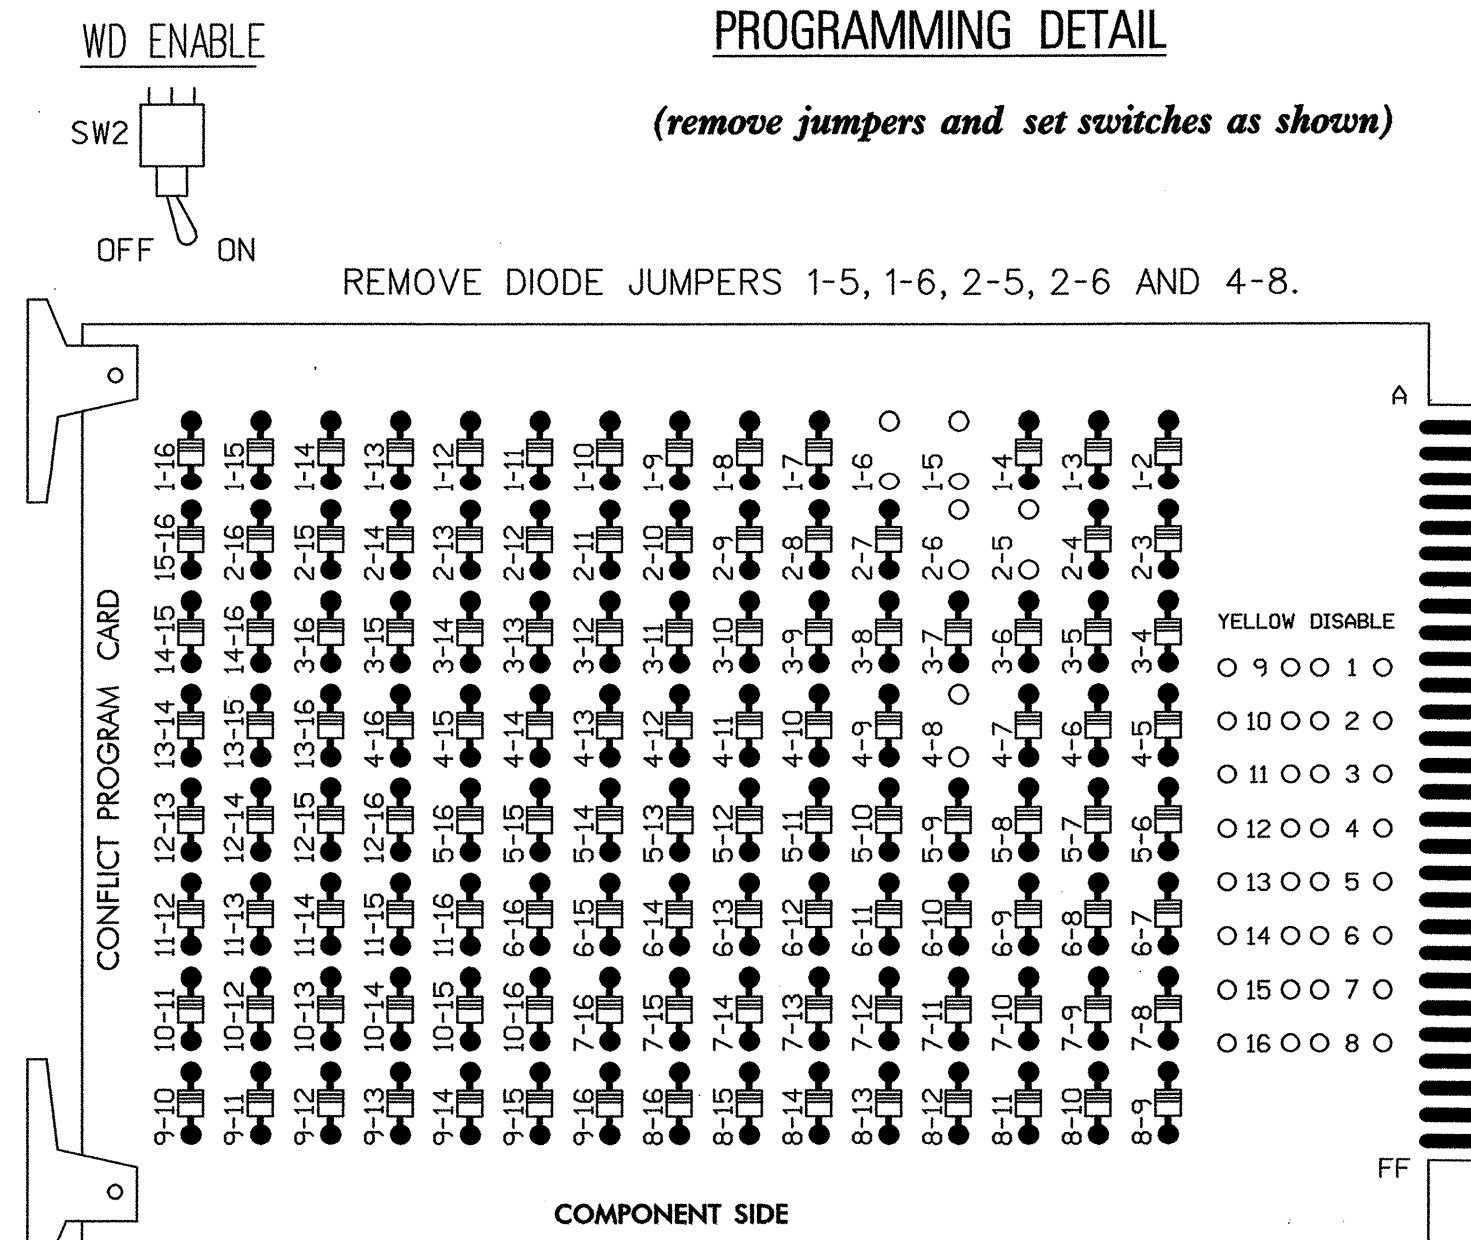 WD ENABLE
PROGRAMMING DETAIL
(remove jumpers and set switches as shown)
SW2
OFF ON
REMOVE DIODE JUMPERS 1-5, 1-6, 2-5, 2-6 AND 4-8.
A
1-16 1-15 1-14 1-13 1-12 1-11 1-10 1-9 1-8 1-7 1-6 1-5 1-4 1-3 1-2
15-16 2-16 2-15 2-14 2-13 2-12 2-11 2-10 2-9 2-8 2-7 2-6 2-5 2-4 2-3
14-15 14-16 3-16 3-15 3-14 3-13 3-12 3-11 3-10 3-9 3-8 3-7 3-6 3-5 3-4
13-14 13-15 13-16 4-16 4-15 4-14 4-13 4-12 4-11 4-10 4-9 4-8 4-7 4-6 4-5
12-13 12-14 12-15 12-16 5-16 5-15 5-14 5-13 5-12 5-11 5-10 5-9 5-8 5-7 5-6
11-12 11-13 11-14 11-15 11-16 6-16 6-15 6-14 6-13 6-12 6-11 6-10 6-9 6-8 6-7
10-11 10-12 10-13 10-14 10-15 10-16 7-16 7-15 7-14 7-13 7-12 7-11 7-10 7-9 7-8
9-10 9-11 9-12 9-13 9-14 9-15 9-16 8-16 8-15 8-14 8-13 8-12 8-11 8-10 8-9
CONFLICT PROGRAM CARD
YELLOW DISABLE
9 1
10 2
11 3
12 4
13 5
14 6
15 7
16 8
FF
COMPONENT SIDE